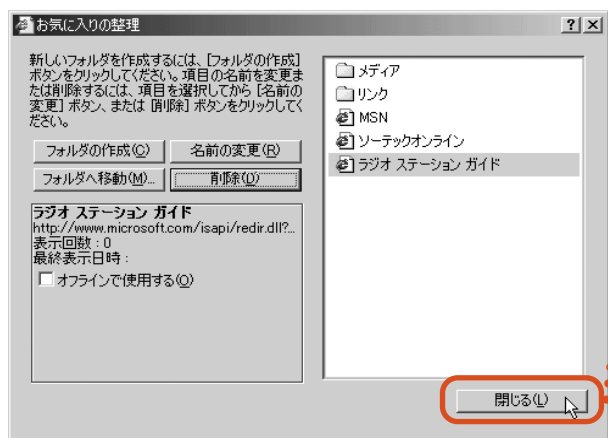 お気に入りの整理
新しいフォルダを作成するには、[フォルダの作成]
ボタンをクリックしてください。項目の名前を変更ま
たは削除するには、項目を選択してから [名前の
変更] ボタン、または [削除] ボタンをクリックしてく
ださい。
フォルダの作成(C) 名前の変更(R)
フォルダへ移動(M)... 削除(D)
ラジオ ステーション ガイド
http://www.microsoft.com/isapi/redir.dll?...
表示回数 : 0
最終表示日時 :
オフラインで使用する(O)
メディア
リンク
MSN
ソーテックオンライン
ラジオ ステーション ガイド
閉じる(L)